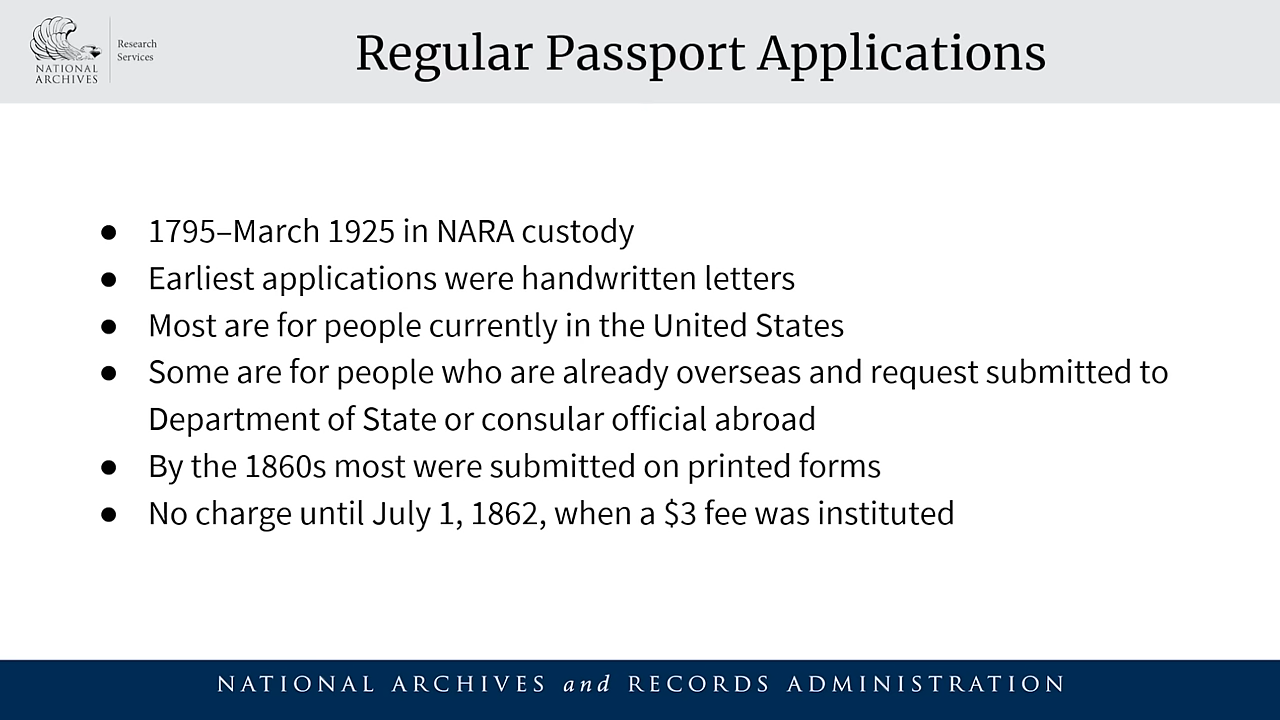 NATIONAL
ARCHIVES
Research
Services
Regular Passport Applications
● 1795–March 1925 in NARA custody
● Earliest applications were handwritten letters
● Most are for people currently in the United States
● Some are for people who are already overseas and request submitted to
Department of State or consular official abroad
● By the 1860s most were submitted on printed forms
● No charge until July 1, 1862, when a $3 fee was instituted
NATIONAL ARCHIVES and RECORDS ADMINISTRATION